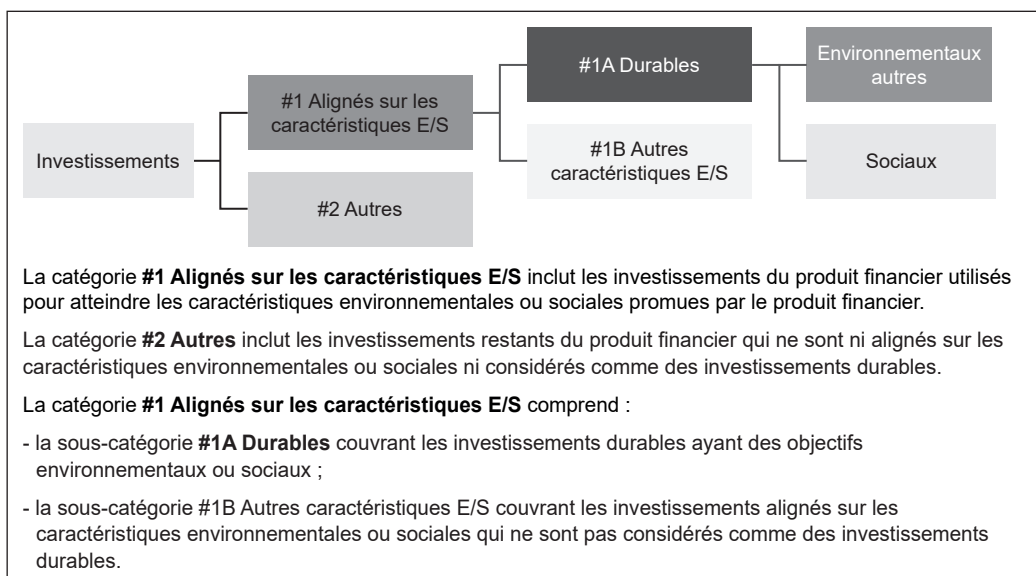 Investissements
#1 Alignés sur les
caractéristiques E/S
#2 Autres
#1A Durables
#1B Autres
caractéristiques E/S
Environnementaux
autres
Sociaux
La catégorie #1 Alignés sur les caractéristiques E/S inclut les investissements du produit financier utilisés
pour atteindre les caractéristiques environnementales ou sociales promues par le produit financier.
La catégorie #2 Autres inclut les investissements restants du produit financier qui ne sont ni alignés sur les
caractéristiques environnementales ou sociales ni considérés comme des investissements durables.
La catégorie #1 Alignés sur les caractéristiques E/S comprend :
- la sous-catégorie #1A Durables couvrant les investissements durables ayant des objectifs
environnementaux ou sociaux ;
- la sous-catégorie #1B Autres caractéristiques E/S couvrant les investissements alignés sur les
caractéristiques environnementales ou sociales qui ne sont pas considérés comme des investissements
durables.